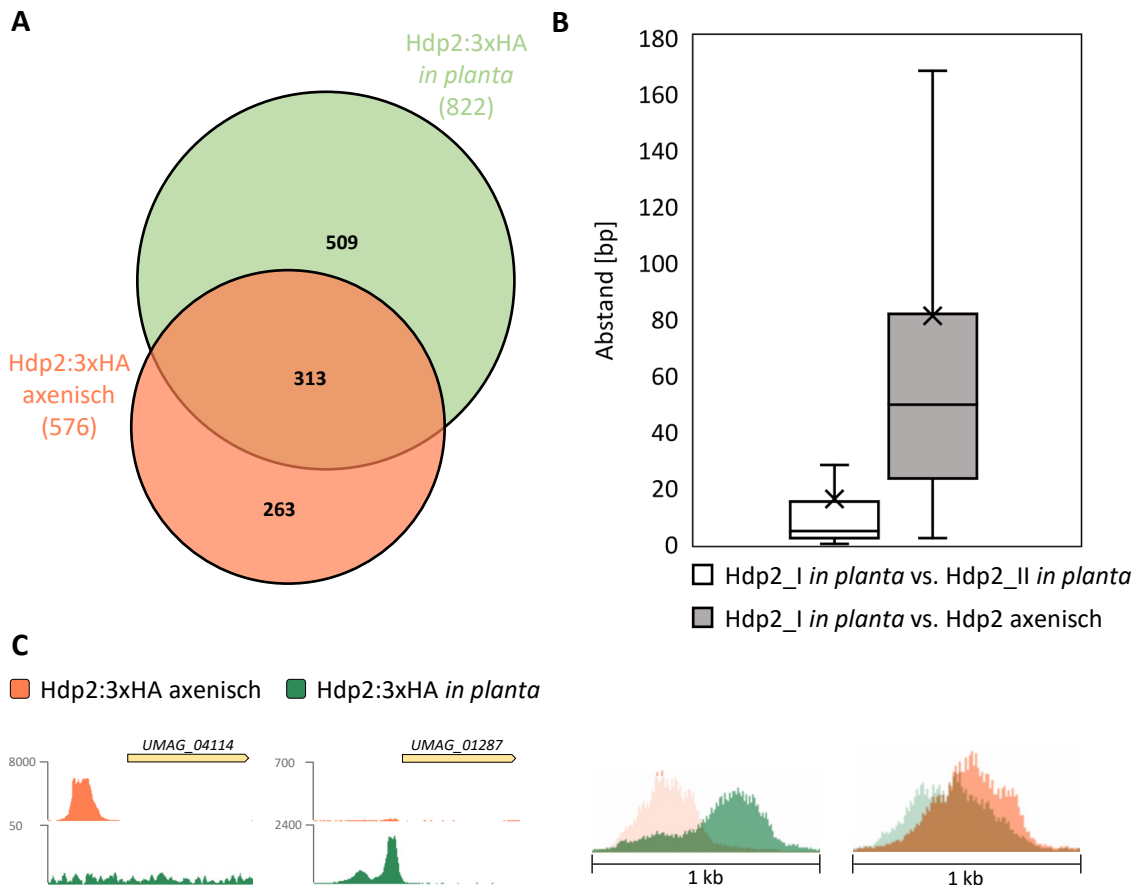 A
Hdp2:3xHA
in planta
(822)
509
313
Hdp2:3xHA
axenisch
(576)
263
B
Abstand [bp]
180
160
140
120
100
80
60
40
20
0
Hdp2_I in planta vs. Hdp2_II in planta
Hdp2_I in planta vs. Hdp2 axenisch
C
Hdp2:3xHA axenisch
Hdp2:3xHA in planta
UMAG_04114
8000
50
UMAG_01287
700
2400
1 kb
1 kb